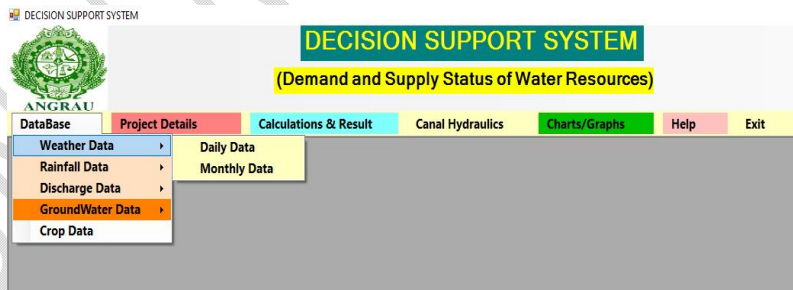 DECISION SUPPORT SYSTEM
DECISION SUPPORT SYSTEM
(Demand and Supply Status of Water Resources)
ANGRAU
DataBase Project Details Calculations & Result Canal Hydraulics Charts/Graphs Help Exit
Weather Data Daily Data
Rainfall Data Monthly Data
Discharge Data
GroundWater Data
Crop Data